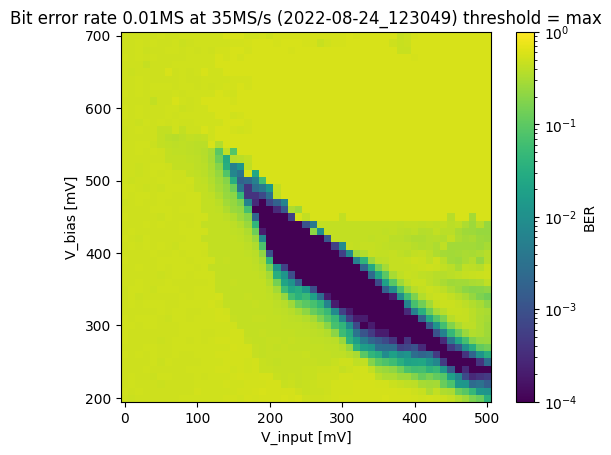 Bit error rate 0.01MS at 35MS/s (2022-08-24_123049) threshold = max
700
600
500
400
300
200
V_bias [mV]
0 100 200 300 400 500
V_input [mV]
10^0
10^-1
10^-2
10^-3
10^-4
BER